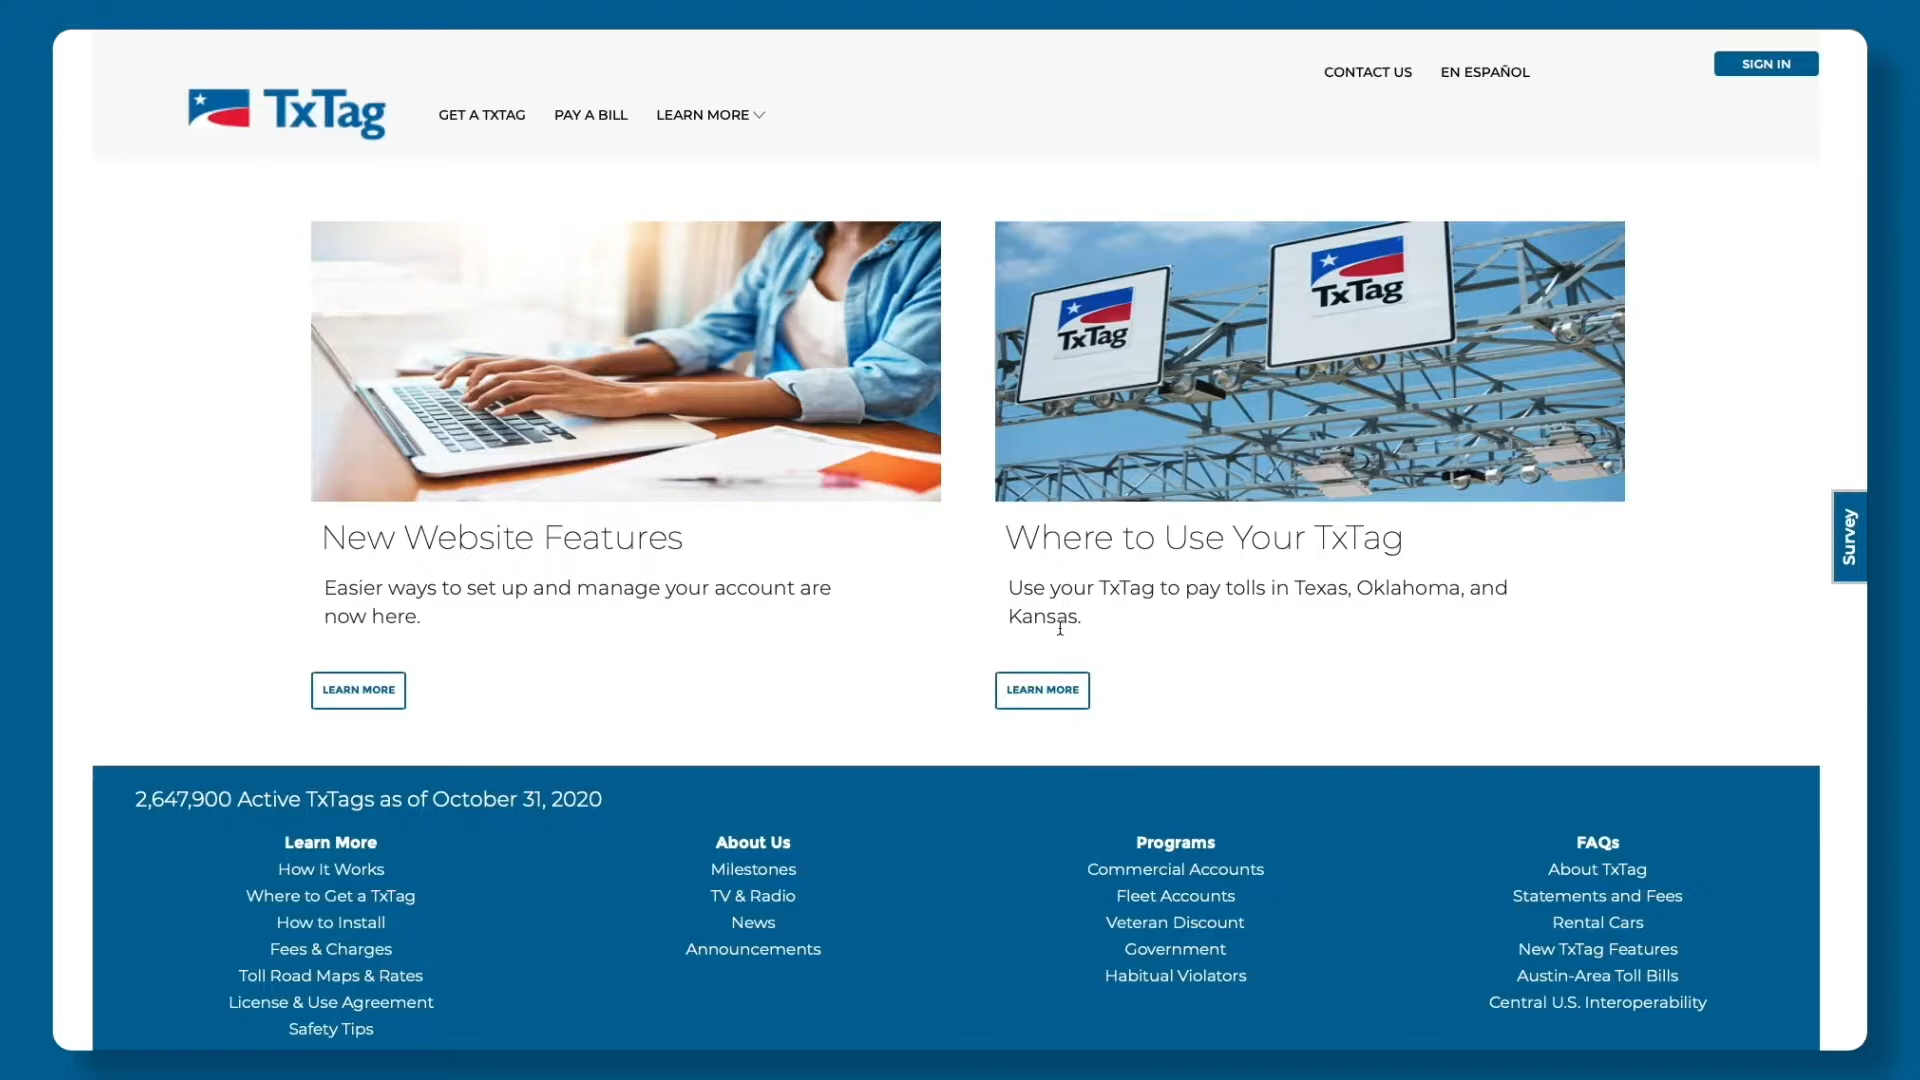 CONTACT US
EN ESPAÑOL
SIGN IN
TxTag
GET A TXTAG
PAY A BILL
LEARN MORE
TxTag
TxTag
New Website Features
Easier ways to set up and manage your account are
now here.
LEARN MORE
Where to Use Your TxTag
Use your TxTag to pay tolls in Texas, Oklahoma, and
Kansas.
LEARN MORE
Survey
2,647,900 Active TxTags as of October 31, 2020
Learn More
How It Works
Where to Get a TxTag
How to Install
Fees & Charges
Toll Road Maps & Rates
License & Use Agreement
Safety Tips
About Us
Milestones
TV & Radio
News
Announcements
Programs
Commercial Accounts
Fleet Accounts
Veteran Discount
Government
Habitual Violators
FAQs
About TxTag
Statements and Fees
Rental Cars
New TxTag Features
Austin-Area Toll Bills
Central U.S. Interoperability